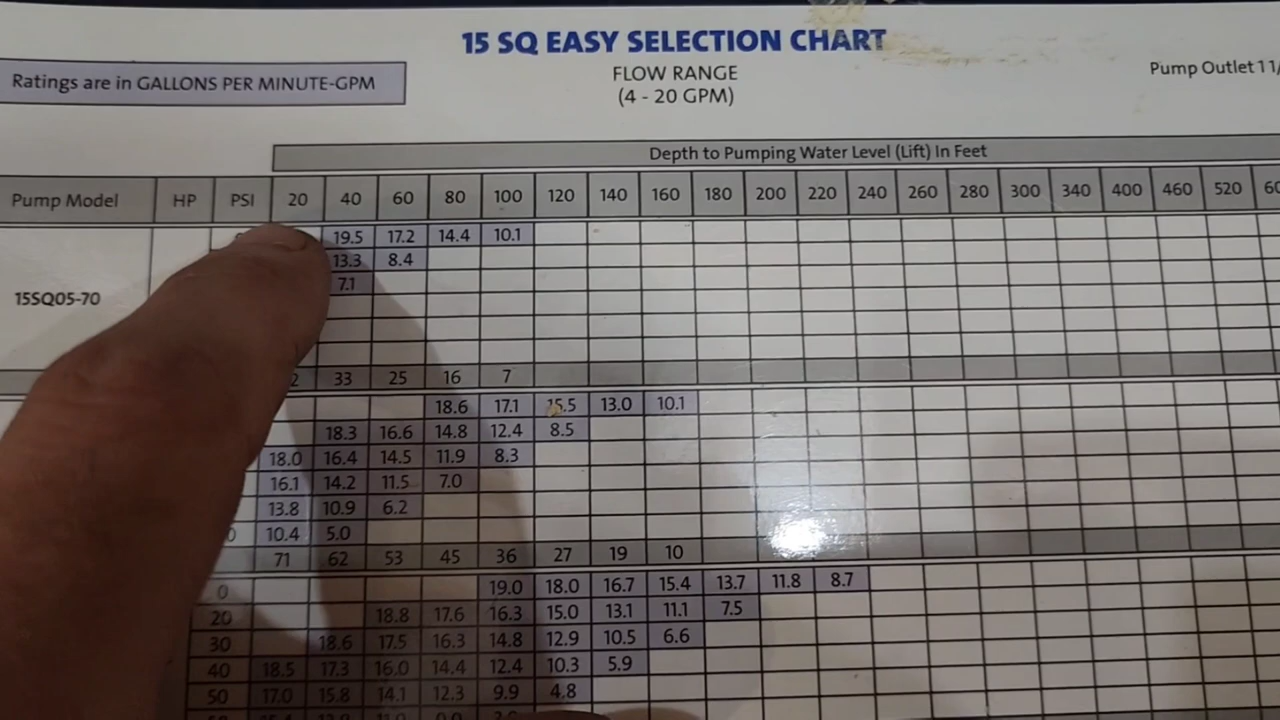 15 SQ EASY SELECTION CHART
Ratings are in GALLONS PER MINUTE-GPM
FLOW RANGE
(4 - 20 GPM)
Pump Outlet 1 1/
Depth to Pumping Water Level (Lift) In Feet
Pump Model HP PSI 20 40 60 80 100 120 140 160 180 200 220 240 260 280 300 340 400 460 520 60
19.5 17.2 14.4 10.1
13.3 8.4
7.1
15SQ05-70
2 33 25 16 7
18.6 17.1 15.5 13.0 10.1
18.3 16.6 14.8 12.4 8.5
18.0 16.4 14.5 11.9 8.3
16.1 14.2 11.5 7.0
13.8 10.9 6.2
0 10.4 5.0
71 62 53 45 36 27 19 10
0 19.0 18.0 16.7 15.4 13.7 11.8 8.7
20 18.8 17.6 16.3 15.0 13.1 11.1 7.5
30 18.6 17.5 16.3 14.8 12.9 10.5 6.6
40 18.5 17.3 16.0 14.4 12.4 10.3 5.9
50 17.0 15.8 14.1 12.3 9.9 4.8